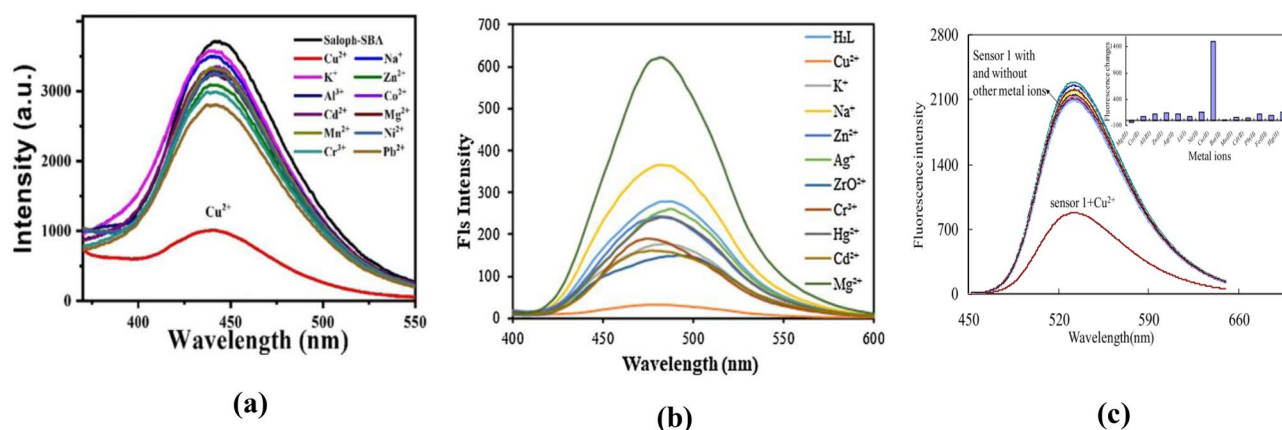 Intensity (a.u.)
3000
2000
1000
0
Saloph-SBA
Cu²⁺ Na⁺
K⁺ Zn²⁺
Al³⁺ Co²⁺
Cd²⁺ Mg²⁺
Mn²⁺ Ni²⁺
Cr³⁺ Pb²⁺
Cu²⁺
400 450 500 550
Wavelength (nm)
(a)
Fls Intensity
700
600
500
400
300
200
100
0
H₂L
Cu²⁺
K⁺
Na⁺
Zn²⁺
Ag⁺
ZrO²⁺
Cr³⁺
Hg²⁺
Cd²⁺
Mg²⁺
400 450 500 550 600
Wavelength (nm)
(b)
Fluorescence intensity
2800
2100
1400
700
0
Sensor 1 with
and without
other metal ions
Fluorescence changes
1400
900
400
-100
Metal ions
sensor 1+Cu²⁺
450 520 590 660
Wavelength(nm)
(c)